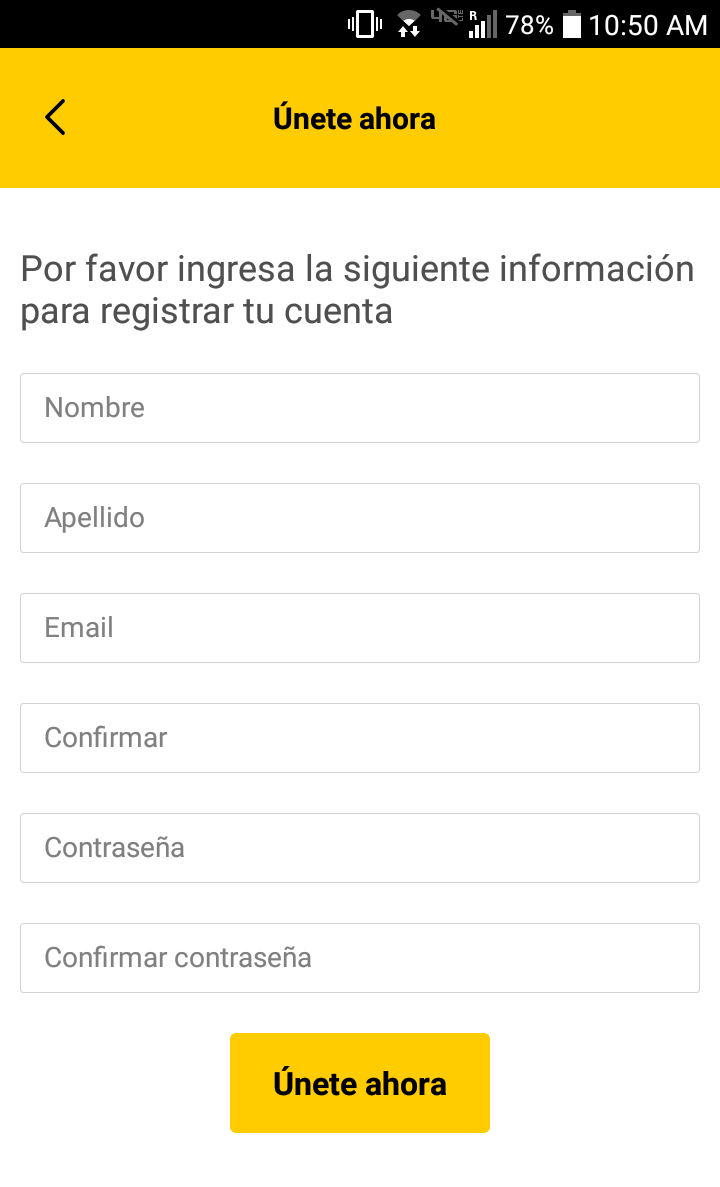 R 78% 10:50 AM
Únete ahora
Por favor ingresa la siguiente información
para registrar tu cuenta
Nombre
Apellido
Email
Confirmar
Contraseña
Confirmar contraseña
Únete ahora